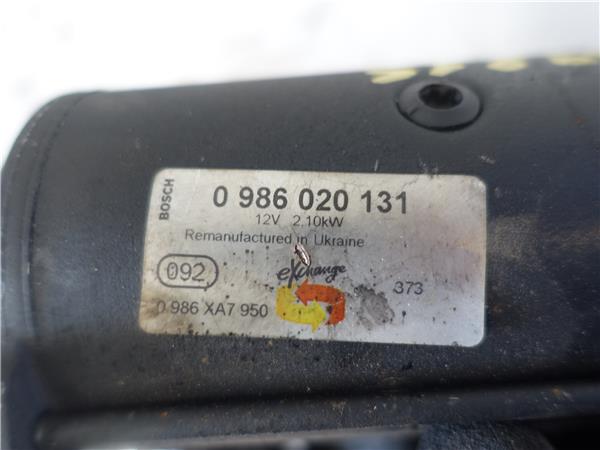 BOSCH
0 986 020 131
12V 2.10kW
Remanufactured in Ukraine
092
eXchange
373
0 986 XA7 950